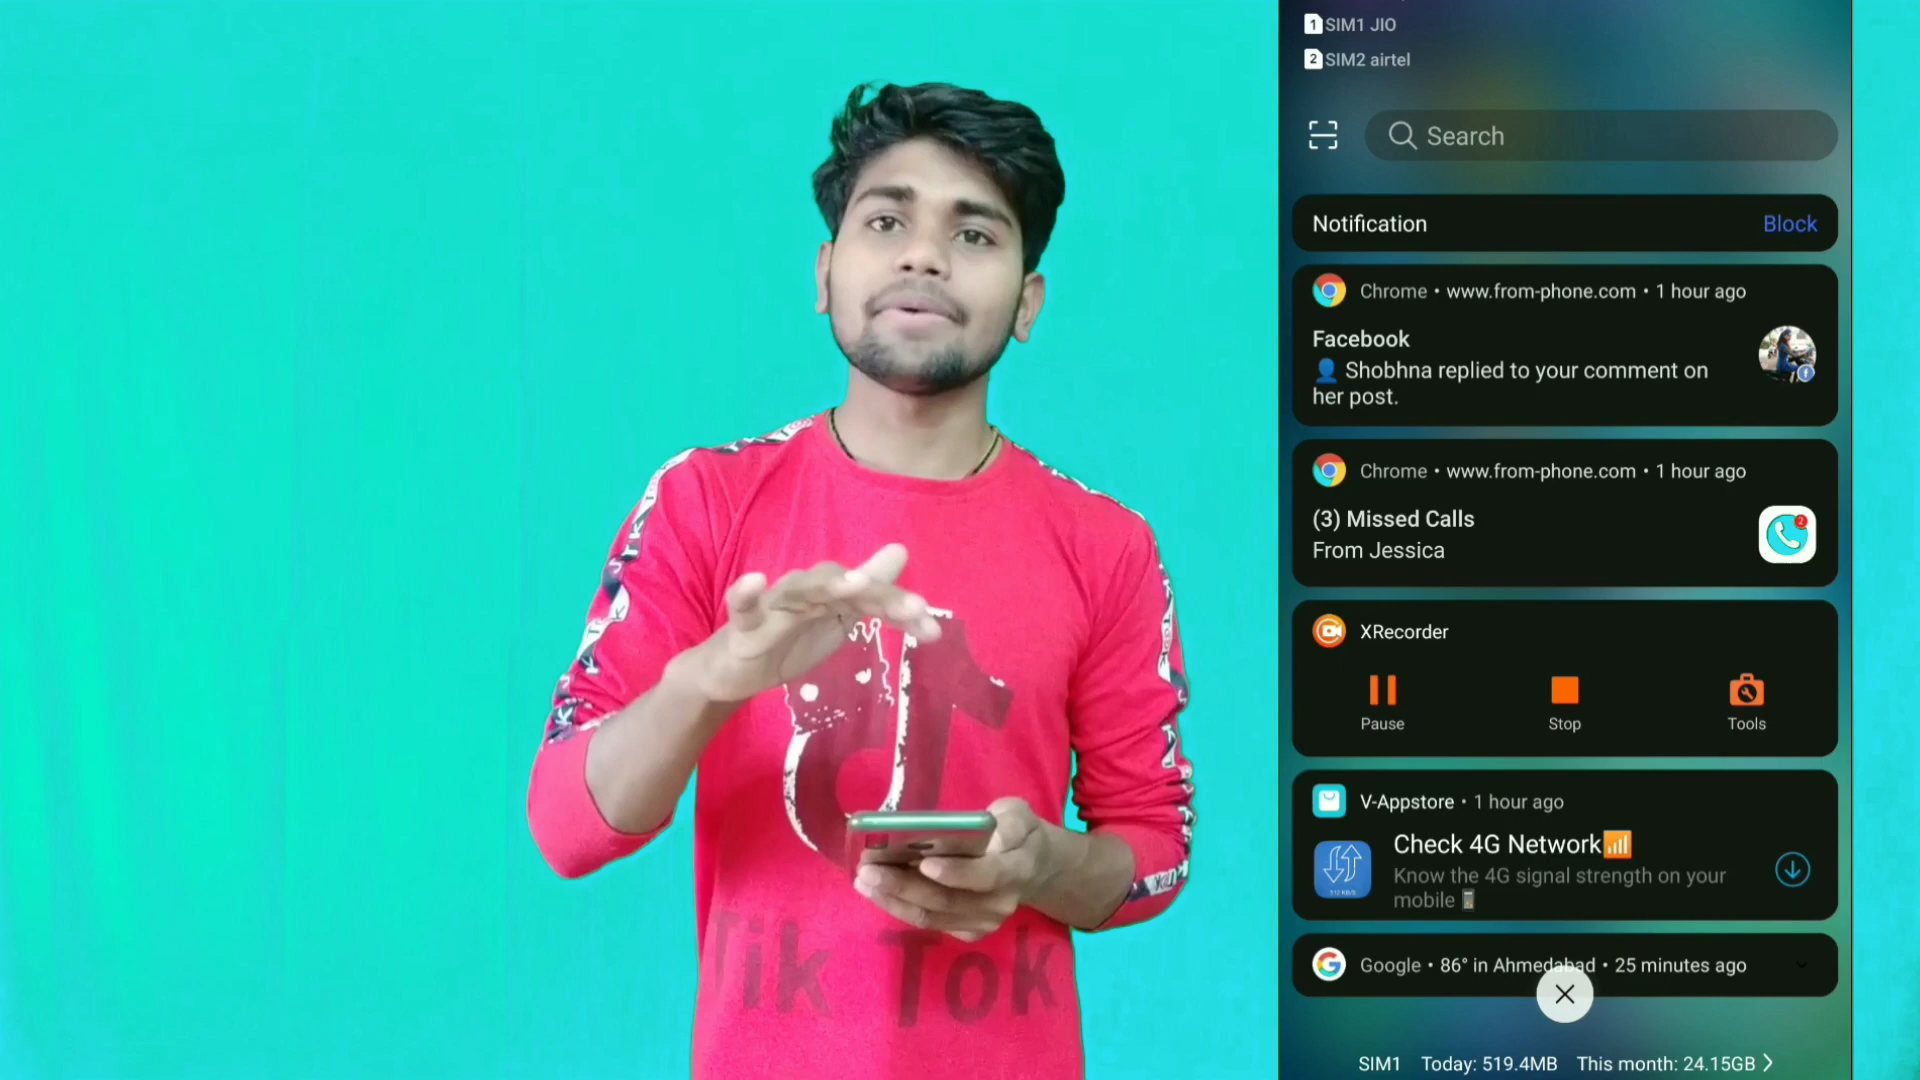 1 SIM1 JIO
2 SIM2 airtel
Search
Notification Block
Chrome • www.from-phone.com • 1 hour ago
Facebook
👤 Shobhna replied to your comment on
her post.
Chrome • www.from-phone.com • 1 hour ago
(3) Missed Calls
From Jessica
2
XRecorder
Pause Stop Tools
V-Appstore • 1 hour ago
Check 4G Network📶
Know the 4G signal strength on your
mobile📱
Google • 86° in Ahmedabad • 25 minutes ago
SIM1 Today: 519.4MB This month: 24.15GB >
Tik Tok